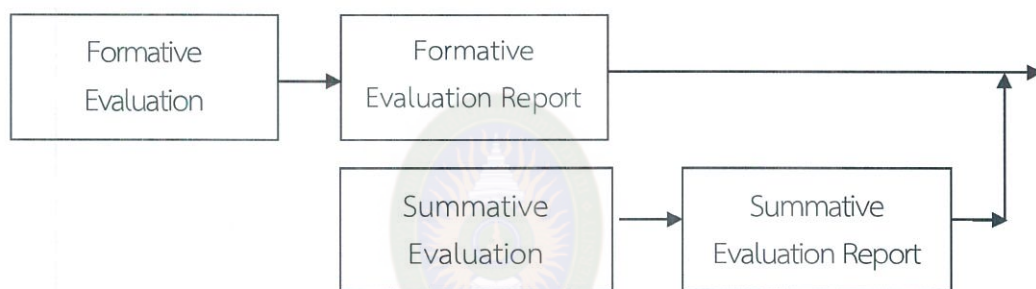 Formative
Evaluation
Formative
Evaluation Report
Summative
Evaluation
Summative
Evaluation Report